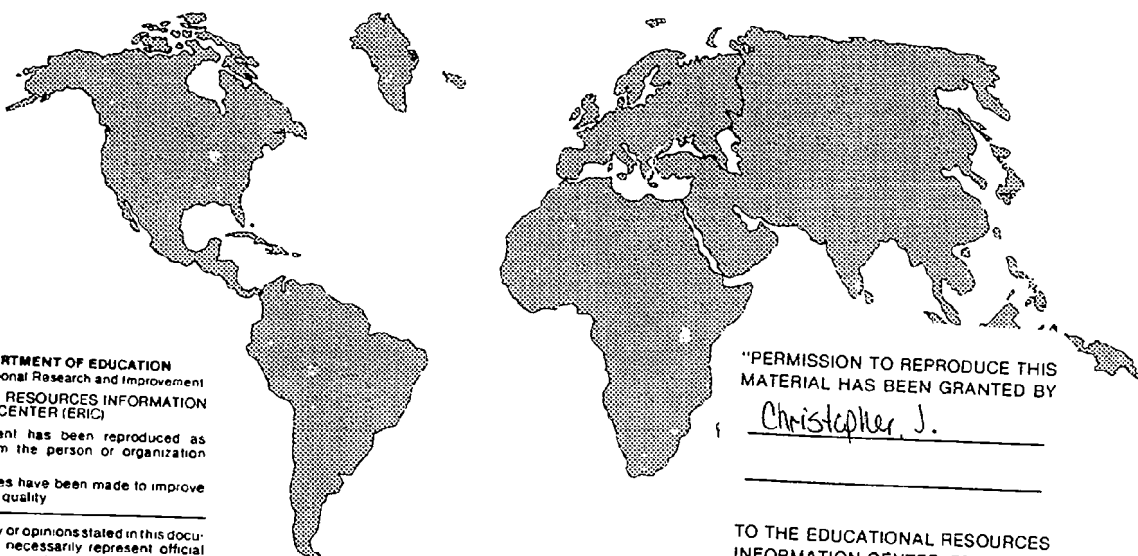 RTMENT OF EDUCATION
onal Research and Improvement
RESOURCES INFORMATION
CENTER (ERIC)
ent has been reproduced as
m the person or organization
es have been made to improve
quality
y or opinions stated in this docu-
necessarily represent official
"PERMISSION TO REPRODUCE THIS
MATERIAL HAS BEEN GRANTED BY
Christopher J.
TO THE EDUCATIONAL RESOURCES